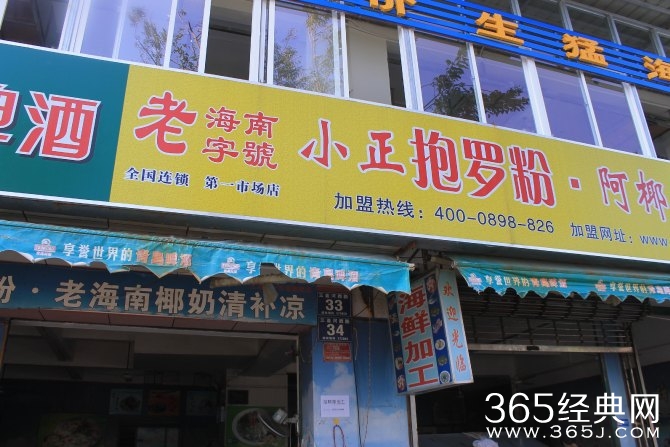 价生猛海
啤酒
老海南字號
小正抱罗粉·阿椰
全国连锁 第一市场店
加盟热线：400-0898-826
加盟网址：www.
享誉世界的青岛啤酒
享誉世界的青岛啤酒
享誉世界的青岛啤酒
粉·老海南椰奶清补凉
33
34
海鲜加工
欢迎光临
365经典网
WWW.365J.COM